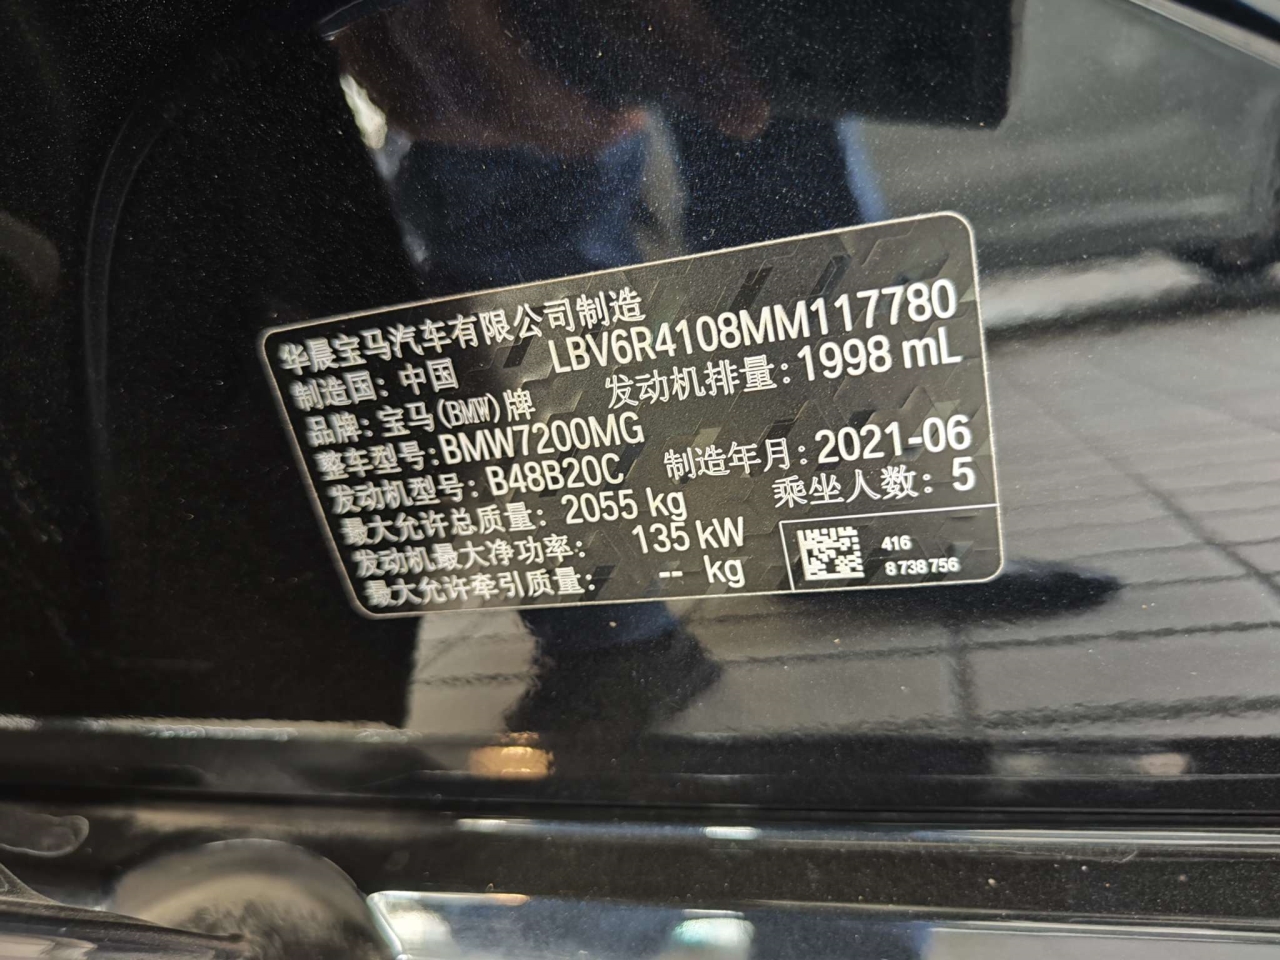 华晨宝马汽车有限公司制造
制造国：中国 LBV6R4108MM117780
品牌：宝马(BMW)牌 发动机排量：1998 mL
整车型号：BMW7200MG
发动机型号：B48B20C 制造年月：2021-06
最大允许总质量：2055 kg 乘坐人数：5
发动机最大净功率：135 kW
最大允许牵引质量：-- kg
416
8 738 756